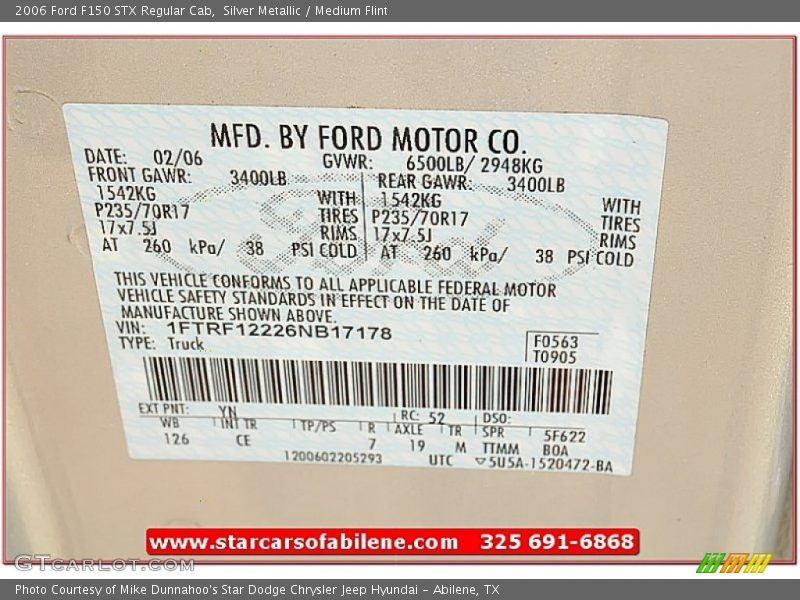 2006 Ford F150 STX Regular Cab,  Silver Metallic / Medium Flint
MFD. BY FORD MOTOR CO.
DATE: 02/06 GVWR: 6500LB/ 2948KG
FRONT GAWR: 3400LB REAR GAWR: 3400LB
1542KG WITH 1542KG WITH
P235/70R17 TIRES P235/70R17 TIRES
17x7.5J RIMS 17x7.5J RIMS
AT 260 kPa/ 38 PSI COLD AT 260 kPa/ 38 PSI COLD
THIS VEHICLE CONFORMS TO ALL APPLICABLE FEDERAL MOTOR
VEHICLE SAFETY STANDARDS IN EFFECT ON THE DATE OF
MANUFACTURE SHOWN ABOVE.
VIN: 1FTRF12226NB17178
TYPE: Truck
F0563
T0905
EXT PNT: YN RC: 52 DSO:
WB INT TR TP/PS R AXLE TR SPR 5F622
126 CE 7 19 M TTMM BOA
1200602205293 UTC ▽5U5A-1520472-BA
www.starcarsofabilene.com 325 691-6868
GTCarLot.com
Photo Courtesy of Mike Dunnahoo's Star Dodge Chrysler Jeep Hyundai - Abilene, TX